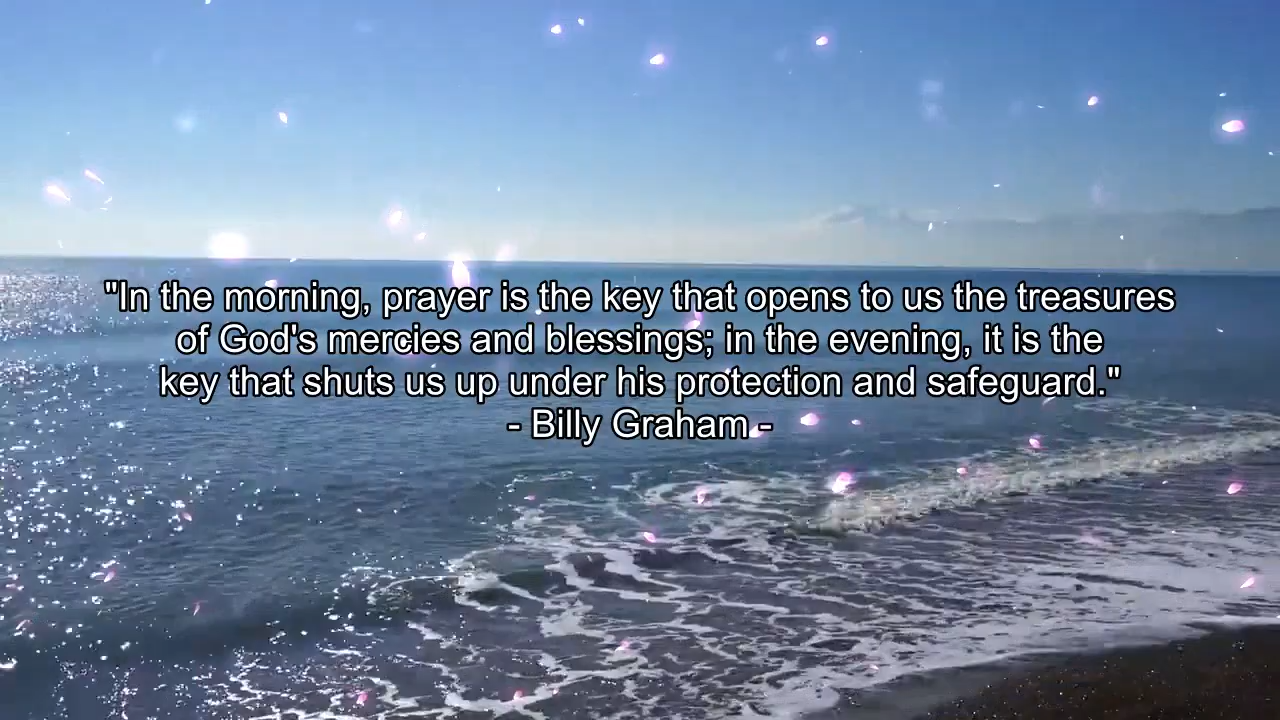 "In the morning, prayer is the key that opens to us the treasures
of God's mercies and blessings; in the evening, it is the
key that shuts us up under his protection and safeguard."
- Billy Graham -